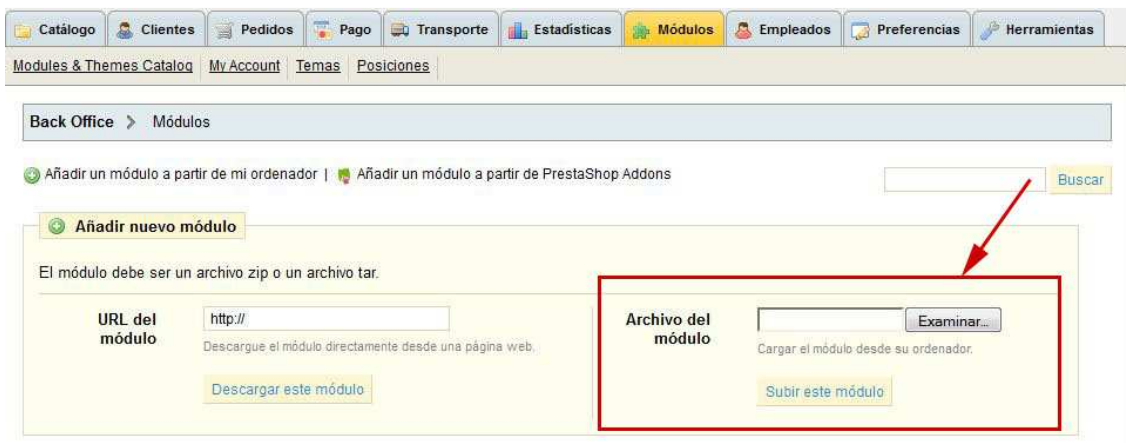 Catálogo Clientes Pedidos Pago Transporte Estadísticas Módulos Empleados Preferencias Herramientas
Modules & Themes Catalog My Account Temas Posiciones
Back Office > Módulos
Añadir un módulo a partir de mi ordenador | Añadir un módulo a partir de PrestaShop Addons
Buscar
Añadir nuevo módulo
El módulo debe ser un archivo zip o un archivo tar.
URL del módulo
http://
Descargue el módulo directamente desde una página web.
Descargar este módulo
Archivo del módulo
Examinar...
Cargar el módulo desde su ordenador.
Subir este módulo